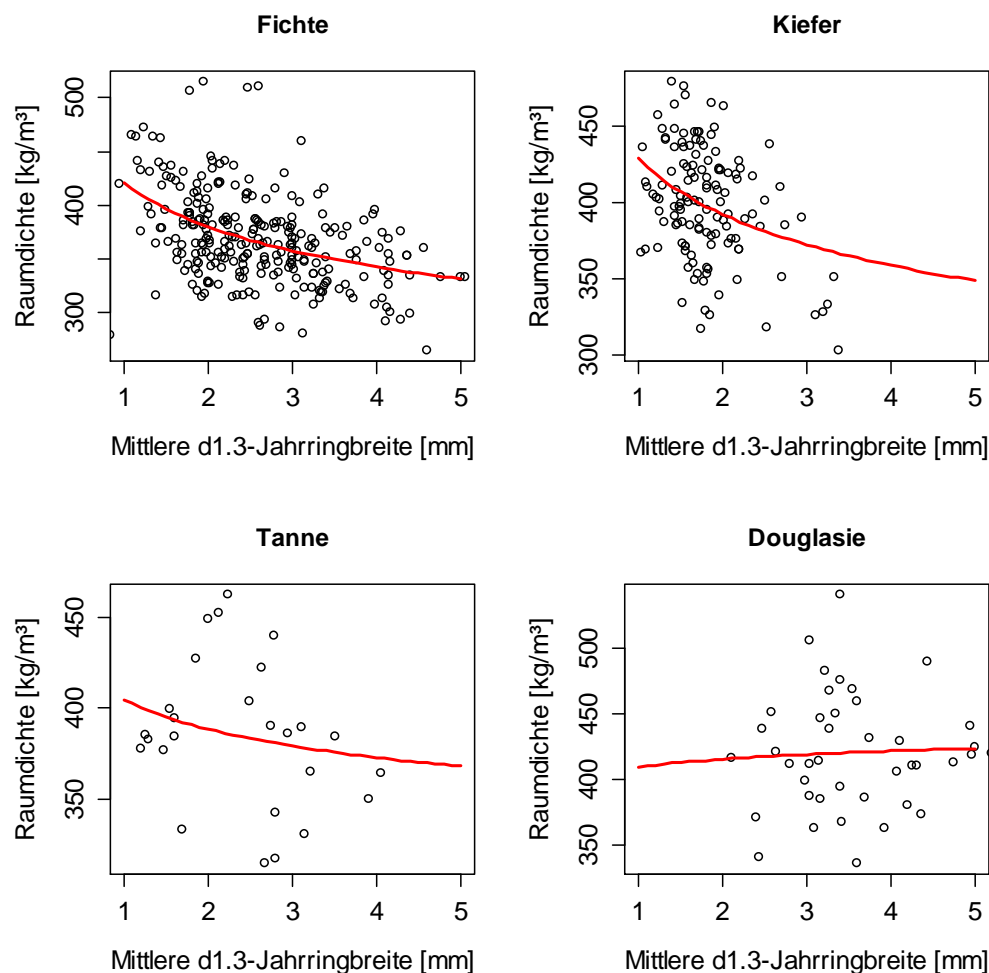 Fichte
Raumdichte [kg/m³]
500
400
300
1 2 3 4 5
Mittlere d1.3-Jahrringbreite [mm]
Kiefer
Raumdichte [kg/m³]
450
400
350
300
1 2 3 4 5
Mittlere d1.3-Jahrringbreite [mm]
Tanne
Raumdichte [kg/m³]
450
400
350
1 2 3 4 5
Mittlere d1.3-Jahrringbreite [mm]
Douglasie
Raumdichte [kg/m³]
500
450
400
350
1 2 3 4 5
Mittlere d1.3-Jahrringbreite [mm]